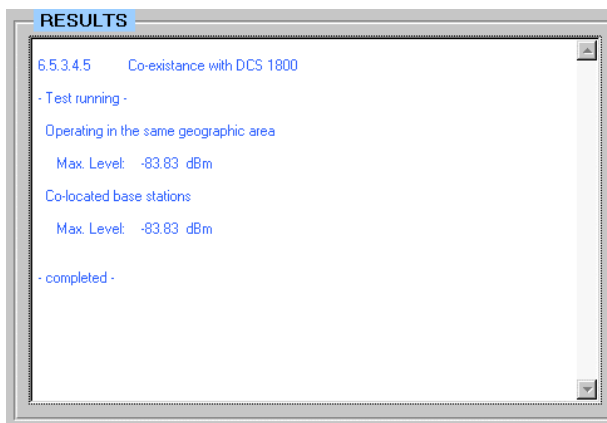 RESULTS
6.5.3.4.5 Co-existance with DCS 1800
- Test running -
Operating in the same geographic area
Max. Level: -83.83 dBm
Co-located base stations
Max. Level: -83.83 dBm
- completed -